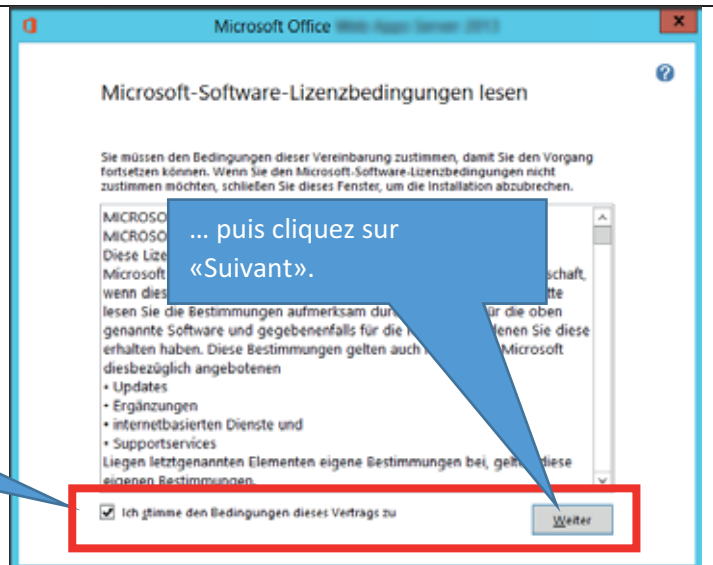 Microsoft Office
Microsoft-Software-Lizenzbedingungen lesen
Sie müssen den Bedingungen dieser Vereinbarung zustimmen, damit Sie den Vorgang
fortsetzen können. Wenn Sie den Microsoft-Software-Lizenzbedingungen nicht
zustimmen möchten, schließen Sie dieses Fenster, um die Installation abzubrechen.
MICROSO
MICROSO
... puis cliquez sur
«Suivant».
Diese Lize
Microsoft schaft,
wenn dies tte
lesen Sie die Bestimmungen aufmerksam dur ür die oben
genannte Software und gegebenenfalls für die lenen Sie diese
erhalten haben. Diese Bestimmungen gelten auch Microsoft
diesbezüglich angebotenen
• Updates
• Ergänzungen
• internetbasierten Dienste und
• Supportservices
Liegen letztgenannten Elementen eigene Bestimmungen bei, gelten diese
eigenen Bestimmungen.
Ich stimme den Bedingungen dieses Vertrags zu
Weiter